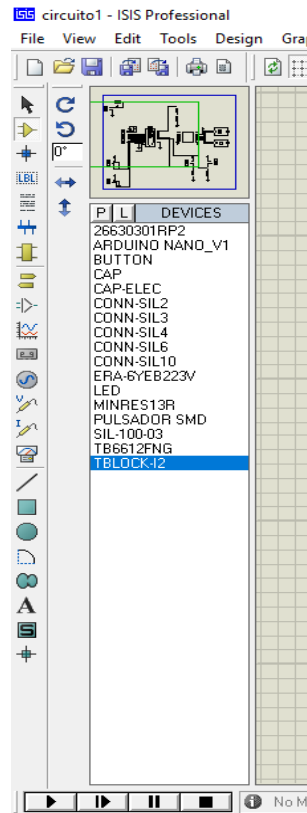 ISIS circuito1 - ISIS Professional
File View Edit Tools Design
0°
LBL
P L DEVICES
26630301RP2
ARDUINO NANO_V1
BUTTON
CAP
CAP-ELEC
CONN-SIL2
CONN-SIL3
CONN-SIL4
CONN-SIL6
CONN-SIL10
ERA-6YEB223V
LED
MINRES13R
PULSADOR SMD
SIL-100-03
TB6612FNG
TBLOCK-I2
V
I
A
S
No